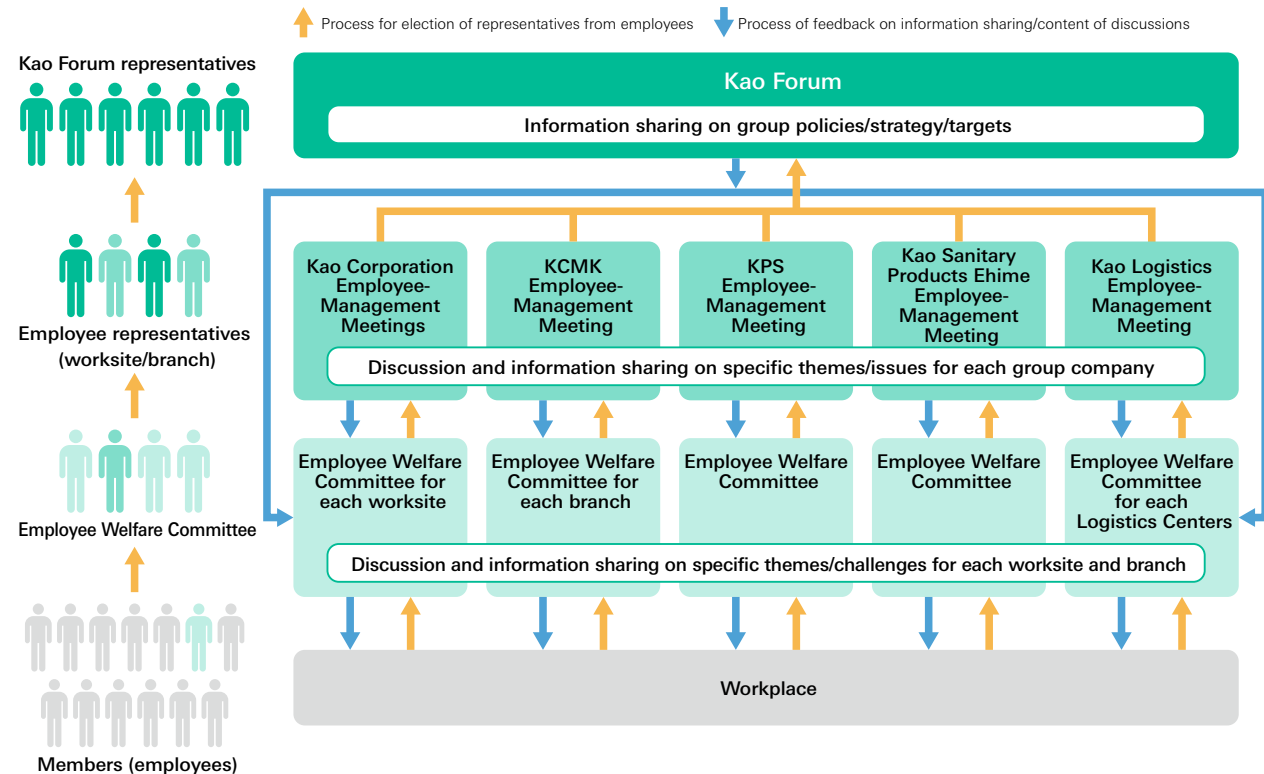 Process for election of representatives from employees
Process of feedback on information sharing/content of discussions
Kao Forum representatives
Employee representatives
(worksite/branch)
Employee Welfare Committee
Members (employees)
Kao Forum
Information sharing on group policies/strategy/targets
Kao Corporation
Employee-
Management
Meetings
KCMK
Employee-
Management
Meeting
KPS
Employee-
Management
Meeting
Kao Sanitary
Products Ehime
Employee-
Management
Meeting
Kao Logistics
Employee-
Management
Meeting
Discussion and information sharing on specific themes/issues for each group company
Employee Welfare
Committee for
each worksite
Employee Welfare
Committee for
each branch
Employee Welfare
Committee
Employee Welfare
Committee
Employee Welfare
Committee
for each
Logistics Centers
Discussion and information sharing on specific themes/challenges for each worksite and branch
Workplace